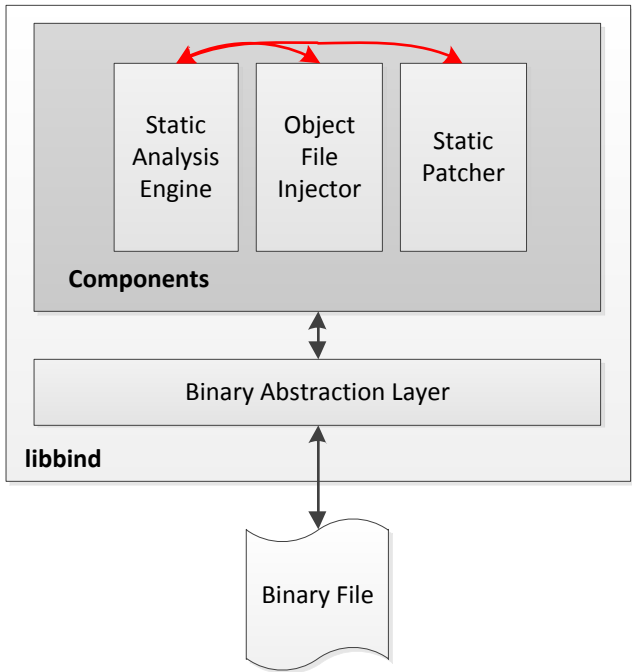 Static
Analysis
Engine
Object
File
Injector
Static
Patcher
Components
Binary Abstraction Layer
libbind
Binary File